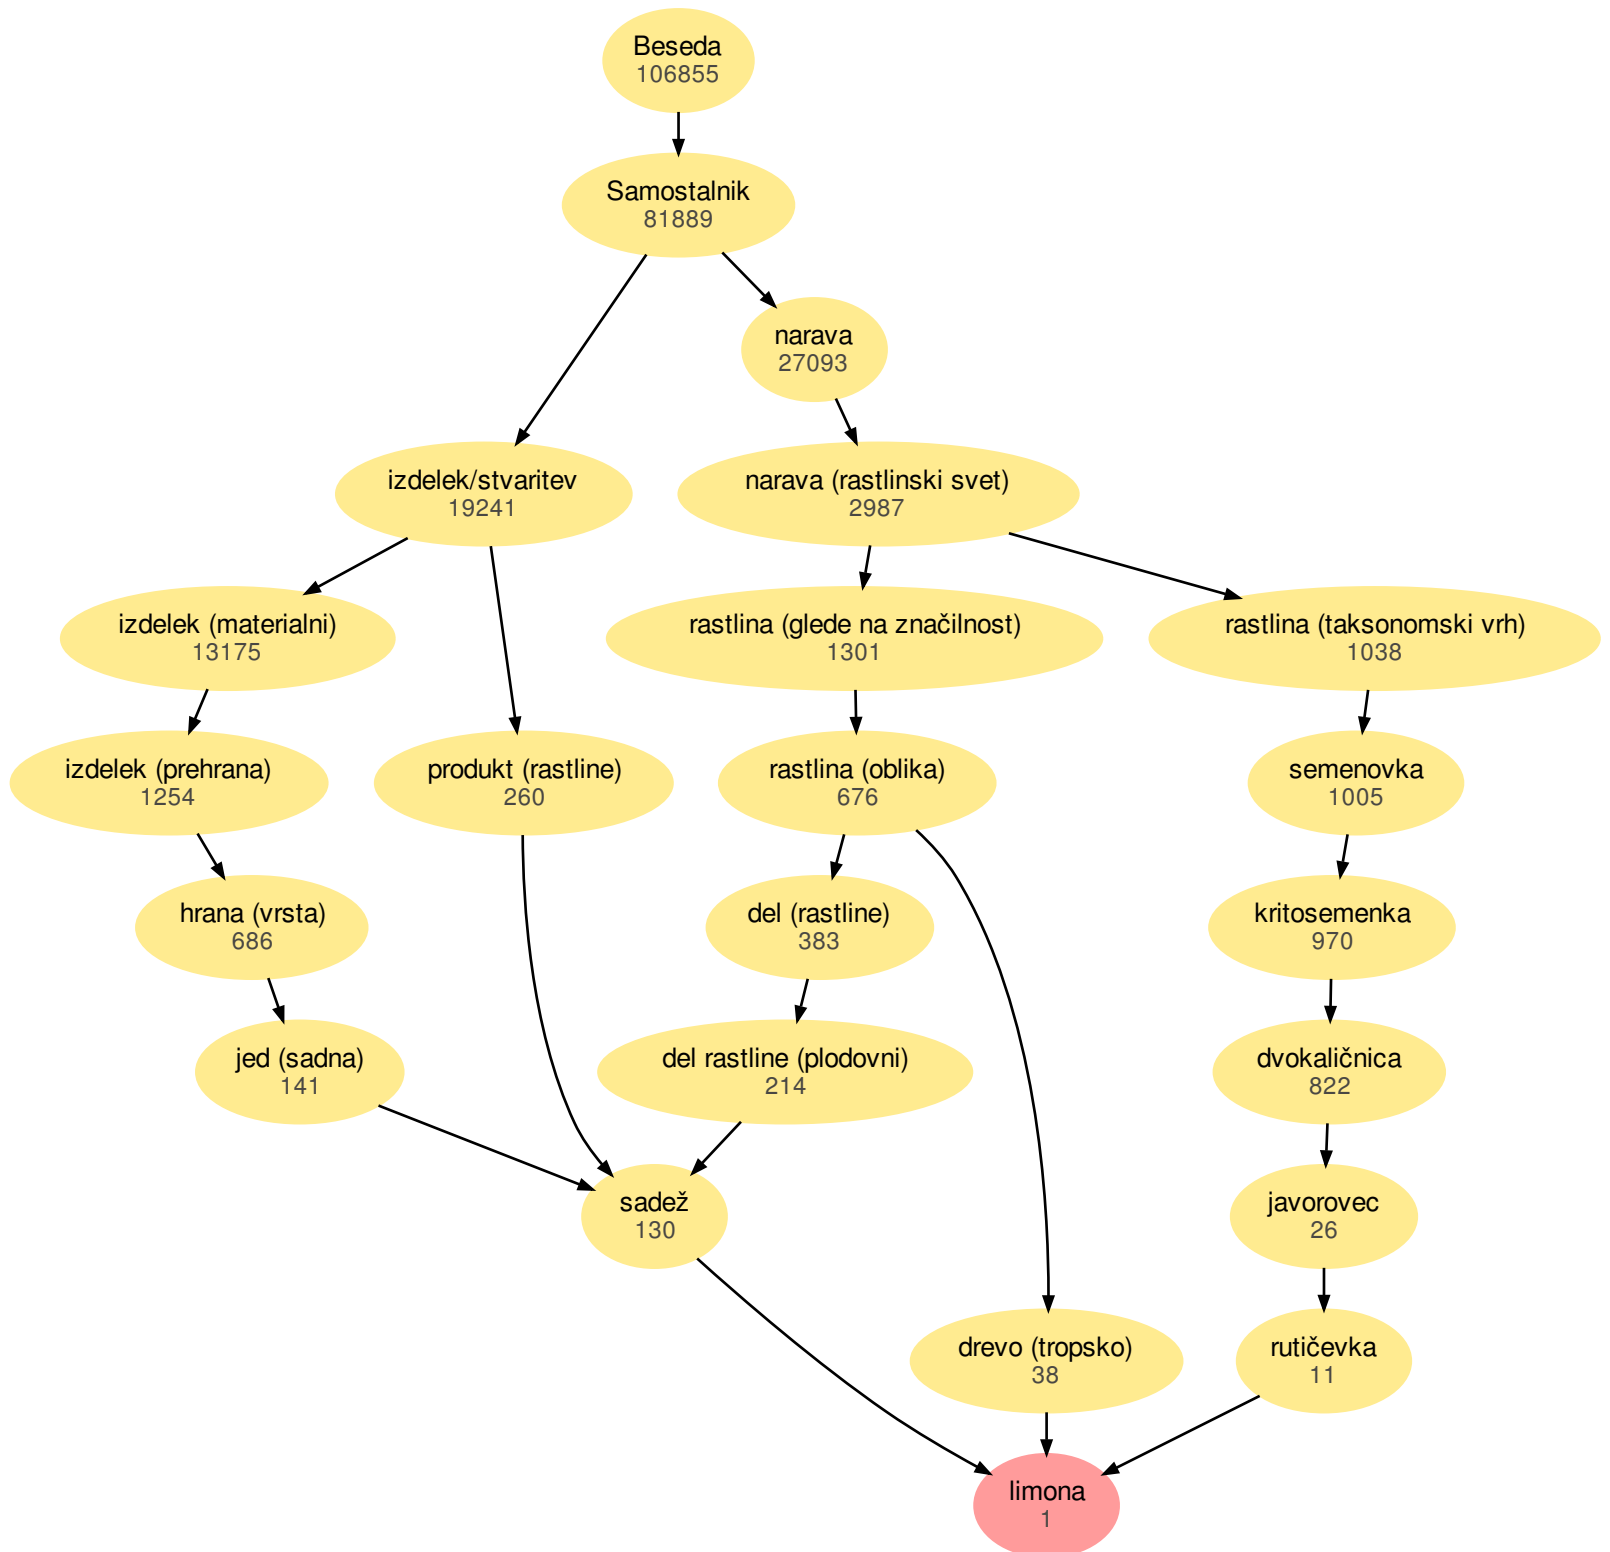 Beseda
106855
Samostalnik
81889
narava
27093
izdelek/stvaritev
19241
narava (rastlinski svet)
2987
izdelek (materialni)
13175
rastlina (glede na značilnost)
1301
rastlina (taksonomski vrh)
1038
izdelek (prehrana)
1254
produkt (rastline)
260
rastlina (oblika)
676
semenovka
1005
hrana (vrsta)
686
del (rastline)
383
kritosemenka
970
jed (sadna)
141
del rastline (plodovni)
214
dvokaličnica
822
sadež
130
javorovec
26
drevo (tropsko)
38
rutičevka
11
limona
1